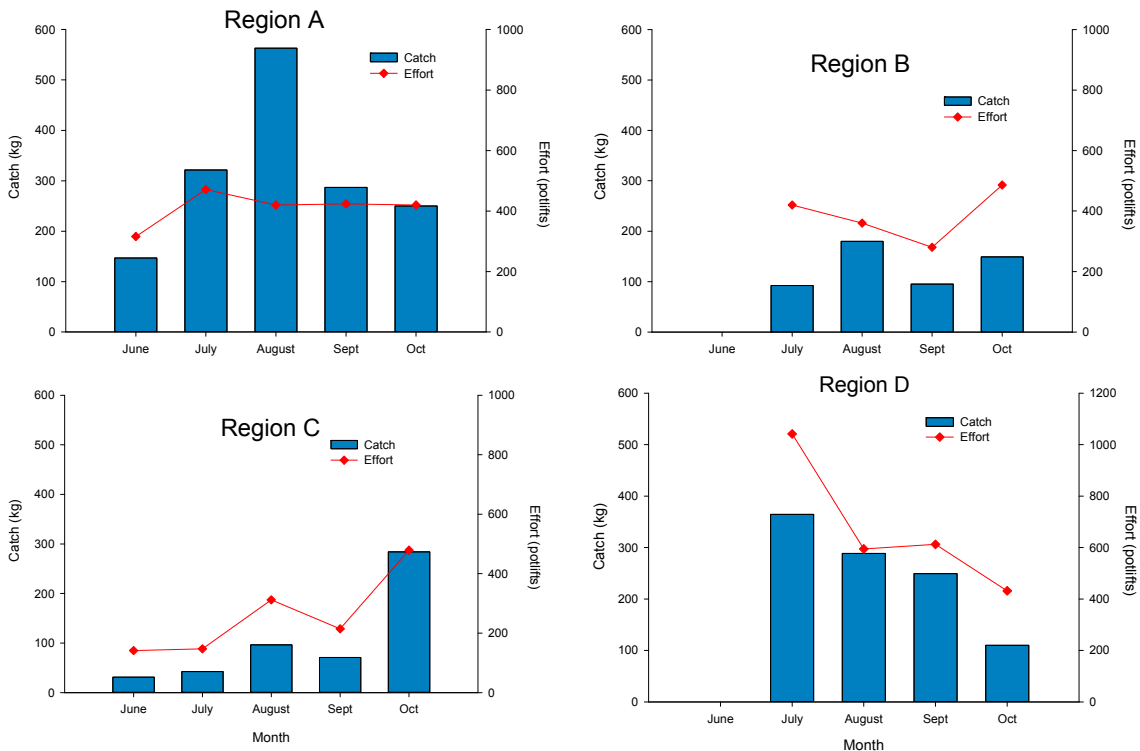 Region A
600
500
400
300
200
100
0
Catch (kg)
1000
800
600
400
200
0
Effort (potlifts)
Catch
Effort
June July August Sept Oct
Region B
600
500
400
300
200
100
0
Catch (kg)
1000
800
600
400
200
0
Effort (potlifts)
Catch
Effort
June July August Sept Oct
Region C
600
500
400
300
200
100
0
Catch (kg)
1000
800
600
400
200
0
Effort (potlifts)
Catch
Effort
June July August Sept Oct
Month
Region D
600
500
400
300
200
100
0
Catch (kg)
1200
1000
800
600
400
200
0
Effort (potlifts)
Catch
Effort
June July August Sept Oct
Month